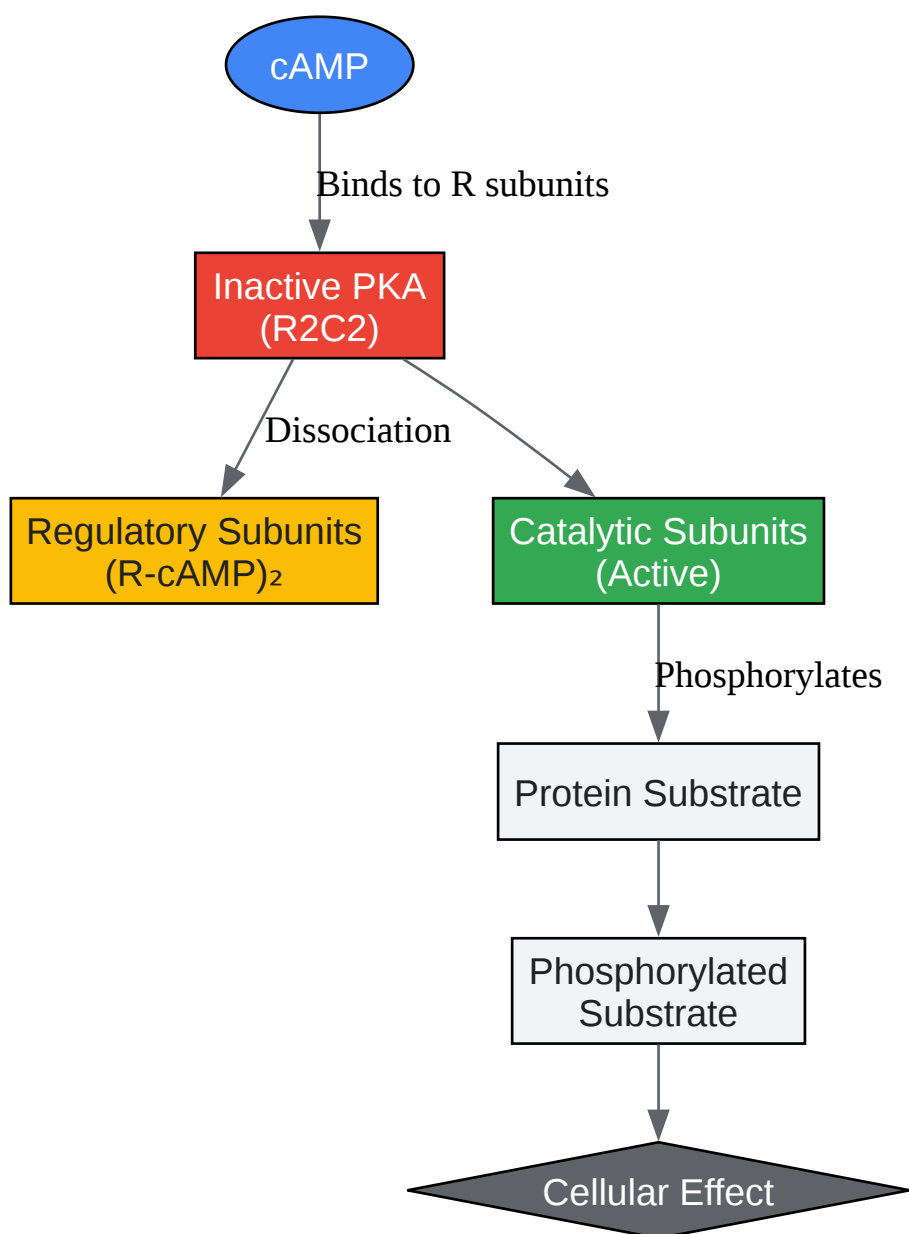 cAMP
Binds to R subunits
Inactive PKA
(R2C2)
Dissociation
Regulatory Subunits
(R-cAMP)₂
Catalytic Subunits
(Active)
Phosphorylates
Protein Substrate
Phosphorylated
Substrate
Cellular Effect